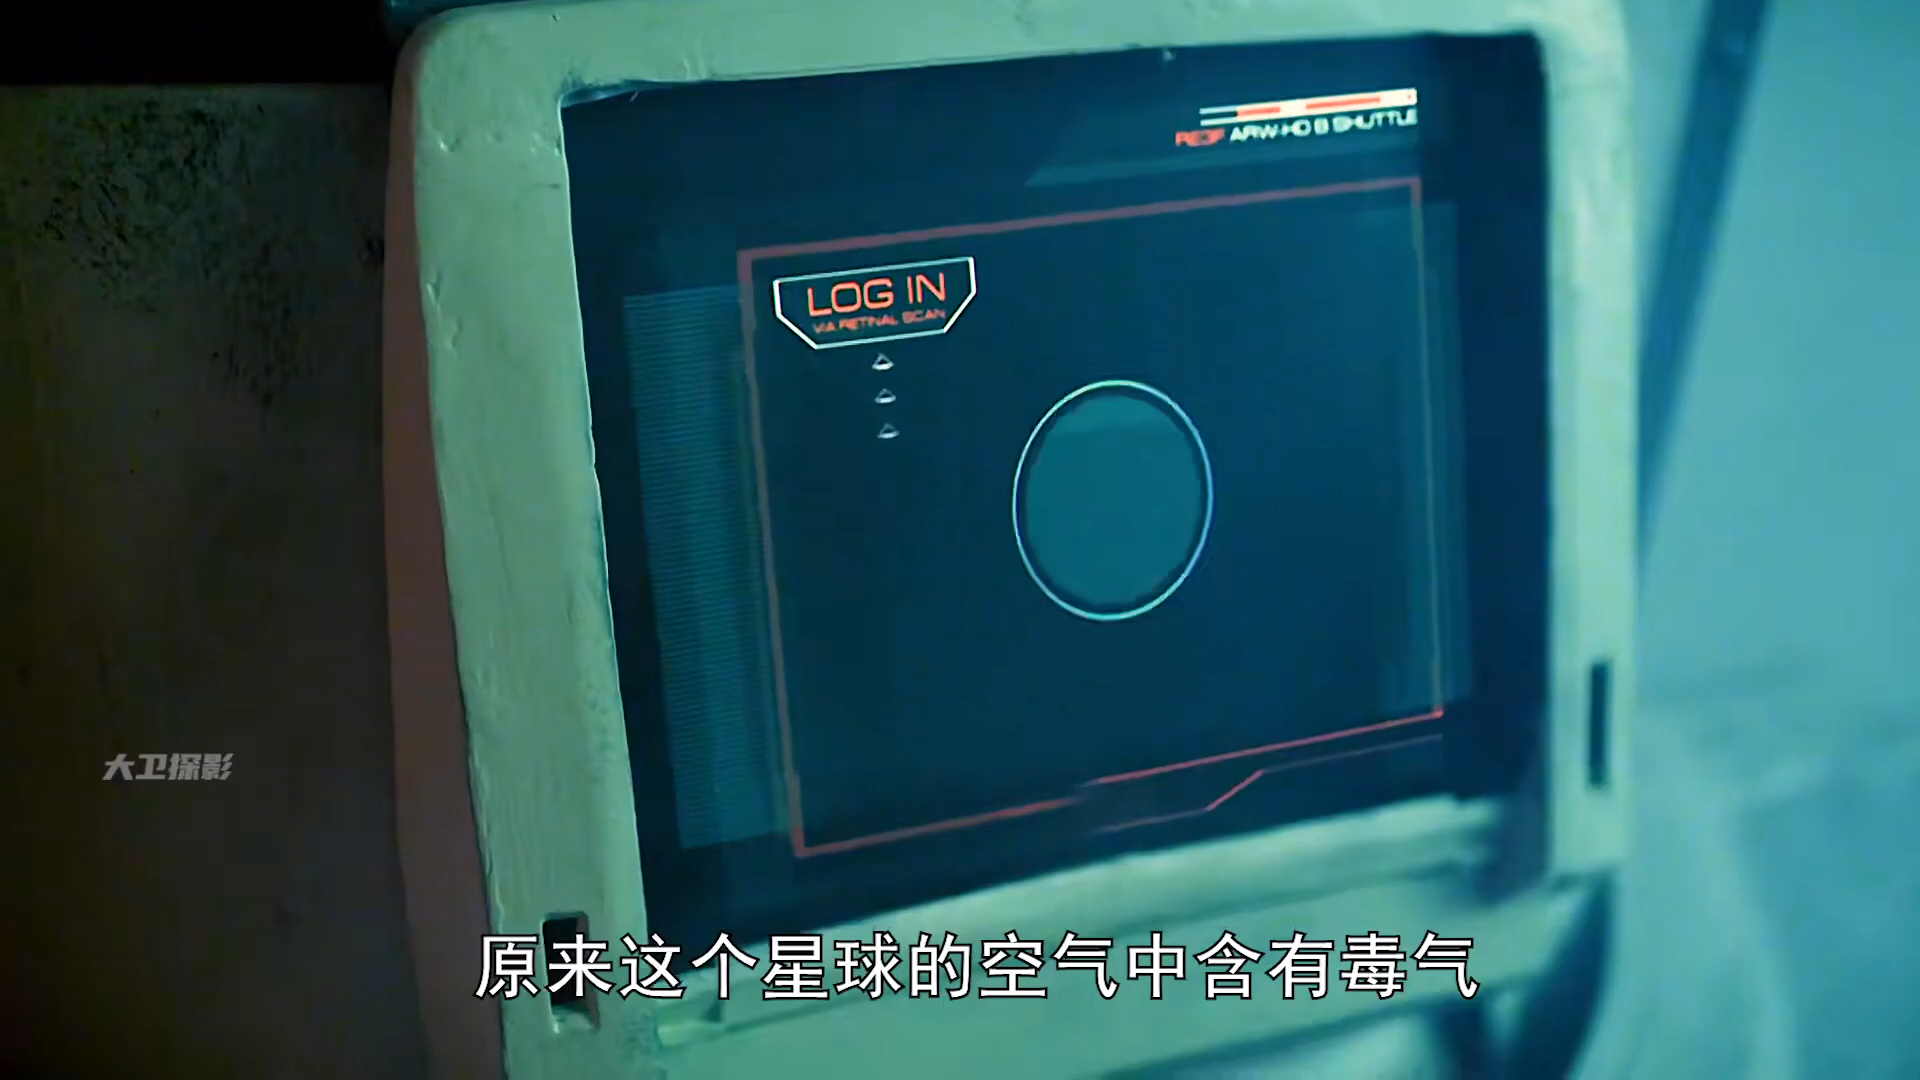 ARW-HD B SHUTTLE
LOG IN
VIA RETINAL SCAN
大卫探影
原来这个星球的空气中含有毒气